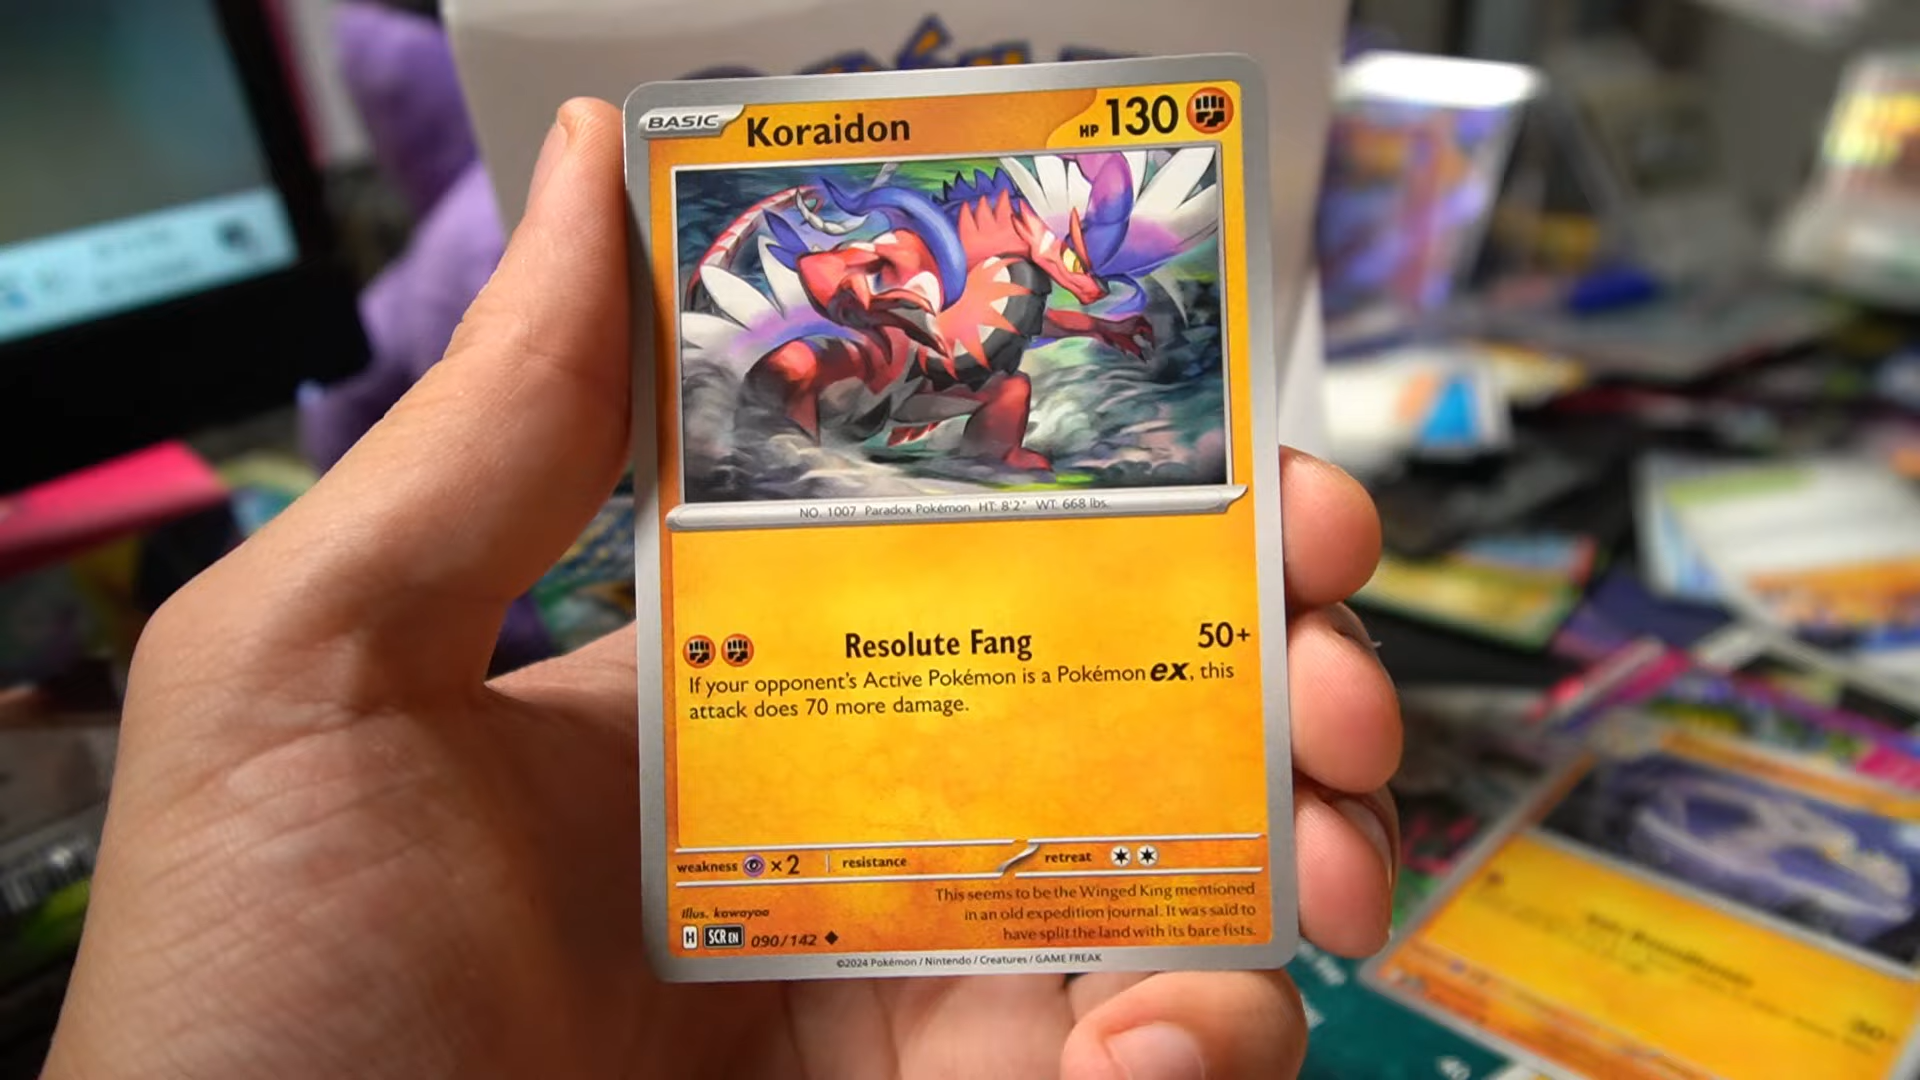 BASIC Koraidon HP 130
NO. 1007 Paradox Pokémon HT: 8'2" WT: 668 lbs.
Resolute Fang 50+
If your opponent's Active Pokémon is a Pokémon ex, this
attack does 70 more damage.
weakness ×2 resistance retreat
This seems to be the Winged King mentioned
in an old expedition journal. It was said to
have split the land with its bare fists.
Illus. kawayoo
H SCR EN 090/142
©2024 Pokémon / Nintendo / Creatures / GAME FREAK